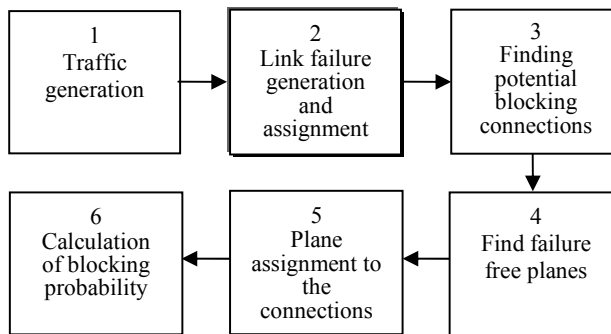 1
Traffic
generation
2
Link failure
generation
and
assignment
3
Finding
potential
blocking
connections
4
Find failure
free planes
5
Plane
assignment to
the
connections
6
Calculation
of blocking
probability